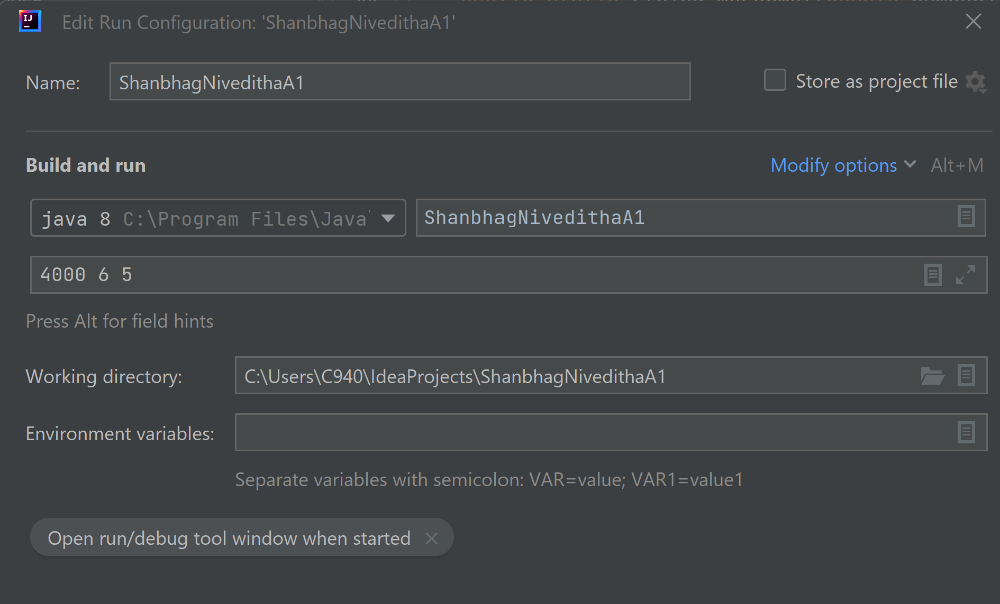 IJ
Edit Run Configuration: 'ShanbhagNivedithaA1'
Name: ShanbhagNivedithaA1 Store as project file
Build and run Modify options Alt+M
java 8 C:\Program Files\Java ShanbhagNivedithaA1
4000 6 5
Press Alt for field hints
Working directory: C:\Users\C940\IdeaProjects\ShanbhagNivedithaA1
Environment variables:
Separate variables with semicolon: VAR=value; VAR1=value1
Open run/debug tool window when started